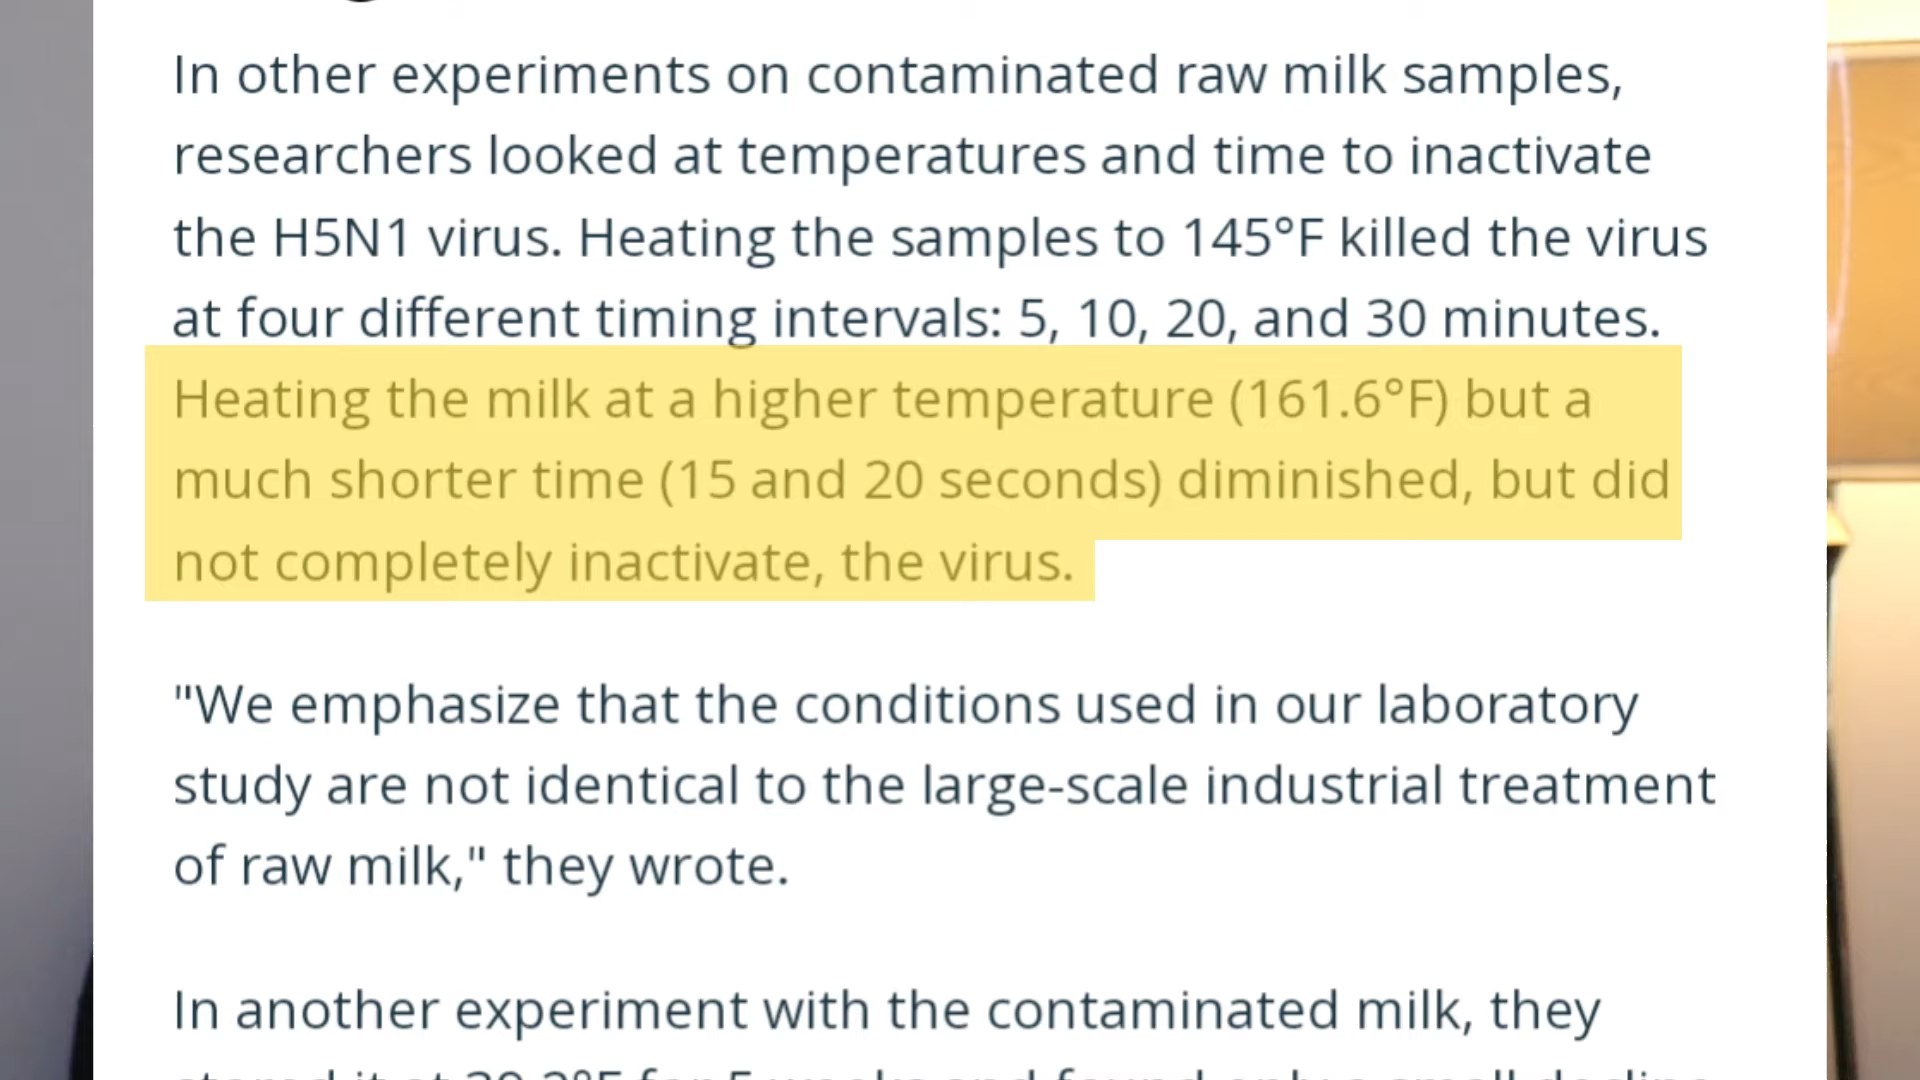 In other experiments on contaminated raw milk samples,
researchers looked at temperatures and time to inactivate
the H5N1 virus. Heating the samples to 145°F killed the virus
at four different timing intervals: 5, 10, 20, and 30 minutes.
Heating the milk at a higher temperature (161.6°F) but a
much shorter time (15 and 20 seconds) diminished, but did
not completely inactivate, the virus.
"We emphasize that the conditions used in our laboratory
study are not identical to the large-scale industrial treatment
of raw milk," they wrote.
In another experiment with the contaminated milk, they